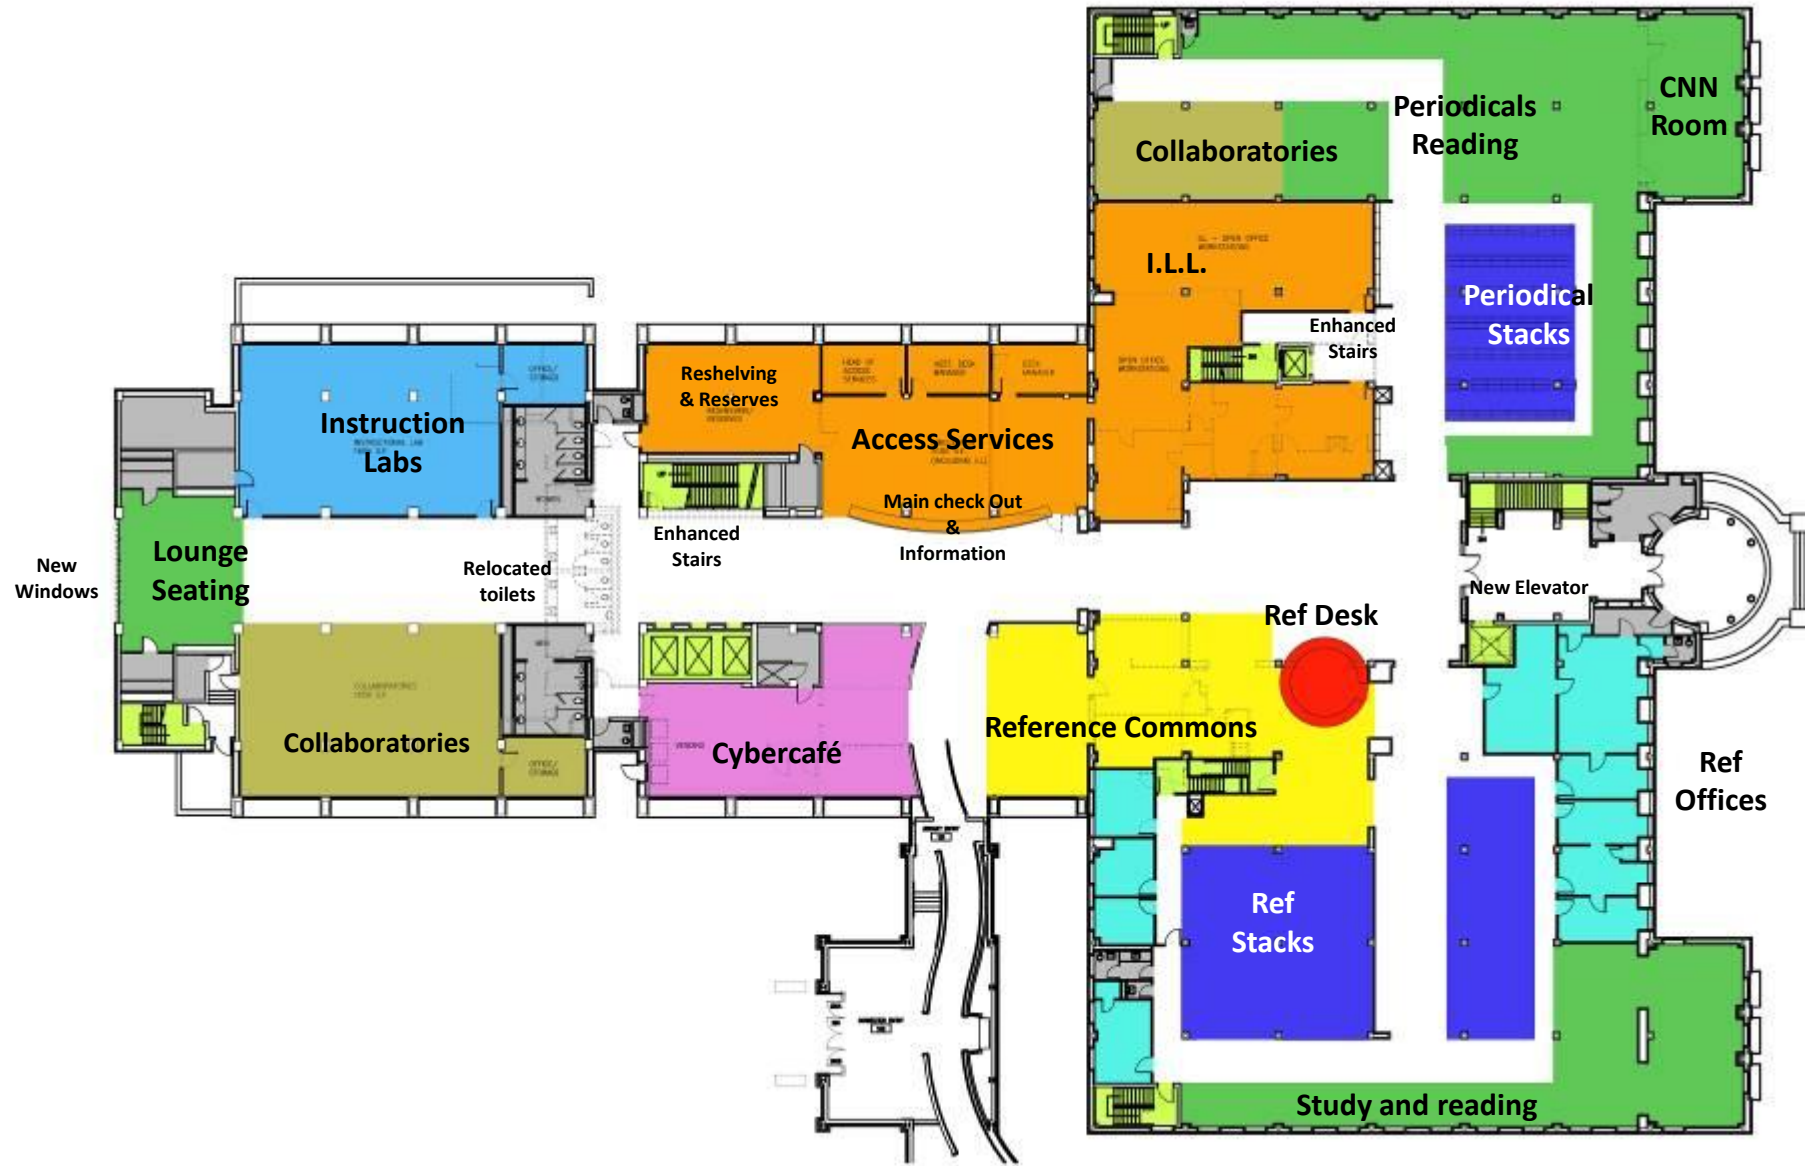 CNN
Room
Periodicals
Reading
Collaboratories
I.L.L.
Periodical
Stacks
Enhanced
Stairs
Reshelving
& Reserves
Instruction
Labs
Access Services
Main check Out
&
Information
Enhanced
Stairs
Lounge
Seating
New
Windows
Relocated
toilets
New Elevator
Ref Desk
Reference Commons
Collaboratories
Cybercafé
Ref
Offices
Ref
Stacks
Study and reading